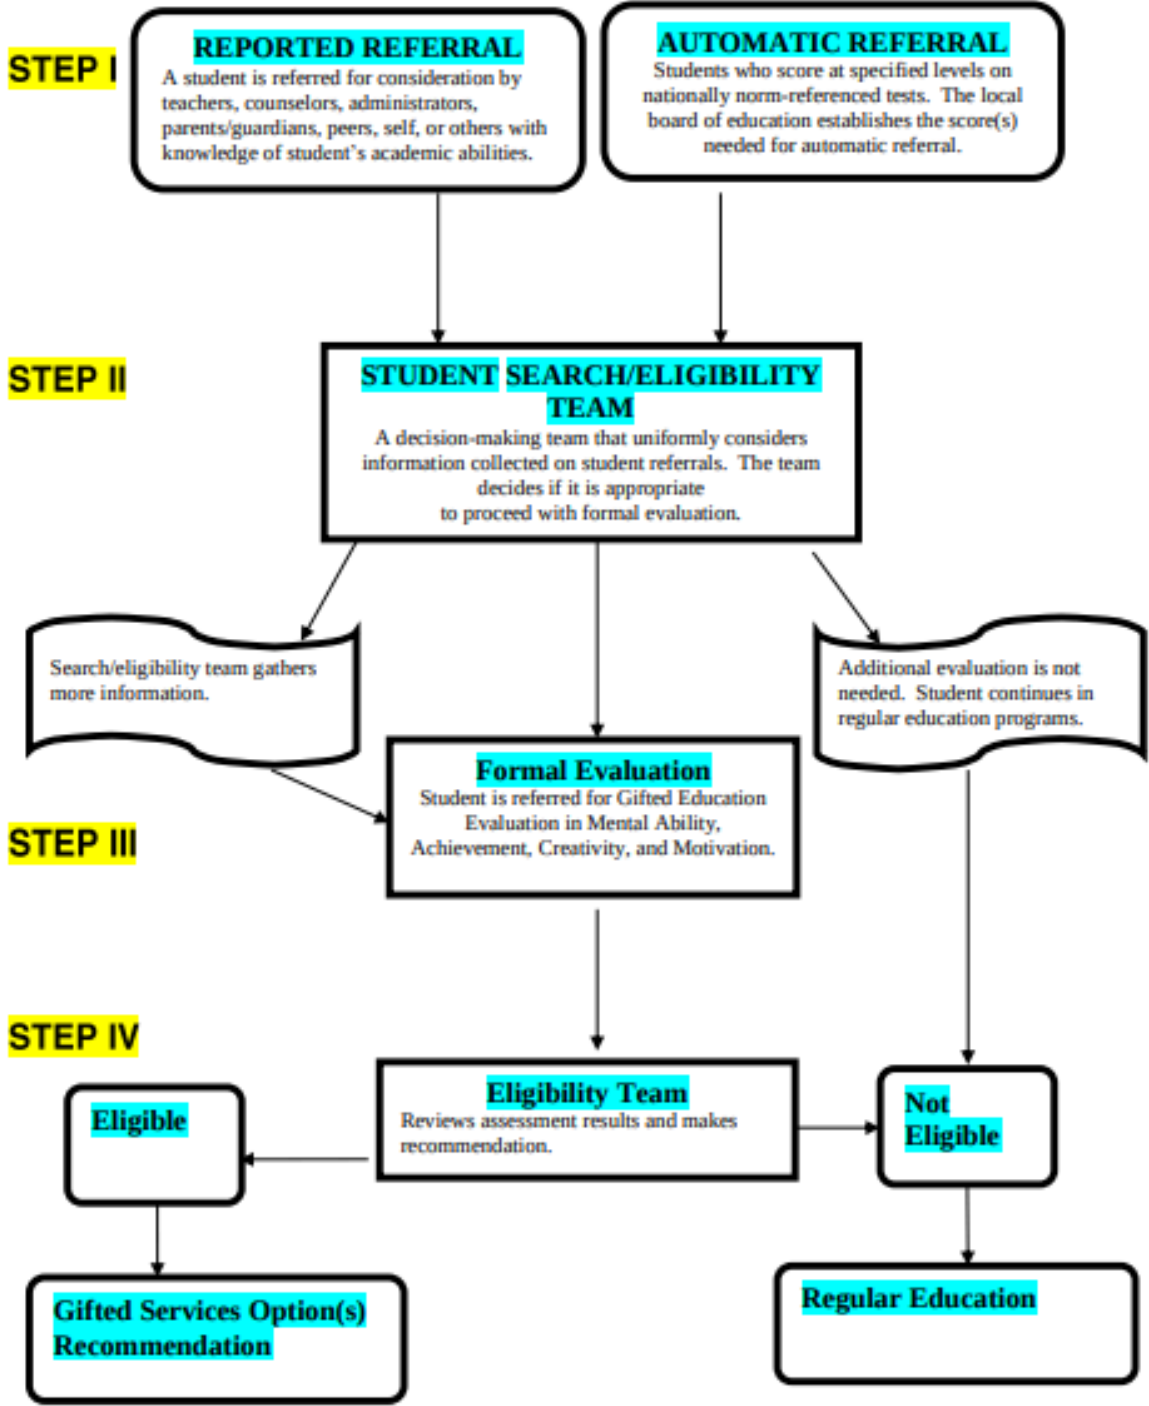 STEP I
REPORTED REFERRAL
A student is referred for consideration by
teachers, counselors, administrators,
parents/guardians, peers, self, or others with
knowledge of student's academic abilities.
AUTOMATIC REFERRAL
Students who score at specified levels on
nationally norm-referenced tests. The local
board of education establishes the score(s)
needed for automatic referral.
STEP II
STUDENT SEARCH/ELIGIBILITY
TEAM
A decision-making team that uniformly considers
information collected on student referrals. The team
decides if it is appropriate
to proceed with formal evaluation.
Search/eligibility team gathers
more information.
Additional evaluation is not
needed. Student continues in
regular education programs.
STEP III
Formal Evaluation
Student is referred for Gifted Education
Evaluation in Mental Ability,
Achievement, Creativity, and Motivation.
STEP IV
Eligible
Eligibility Team
Reviews assessment results and makes
recommendation.
Not
Eligible
Gifted Services Option(s)
Recommendation
Regular Education